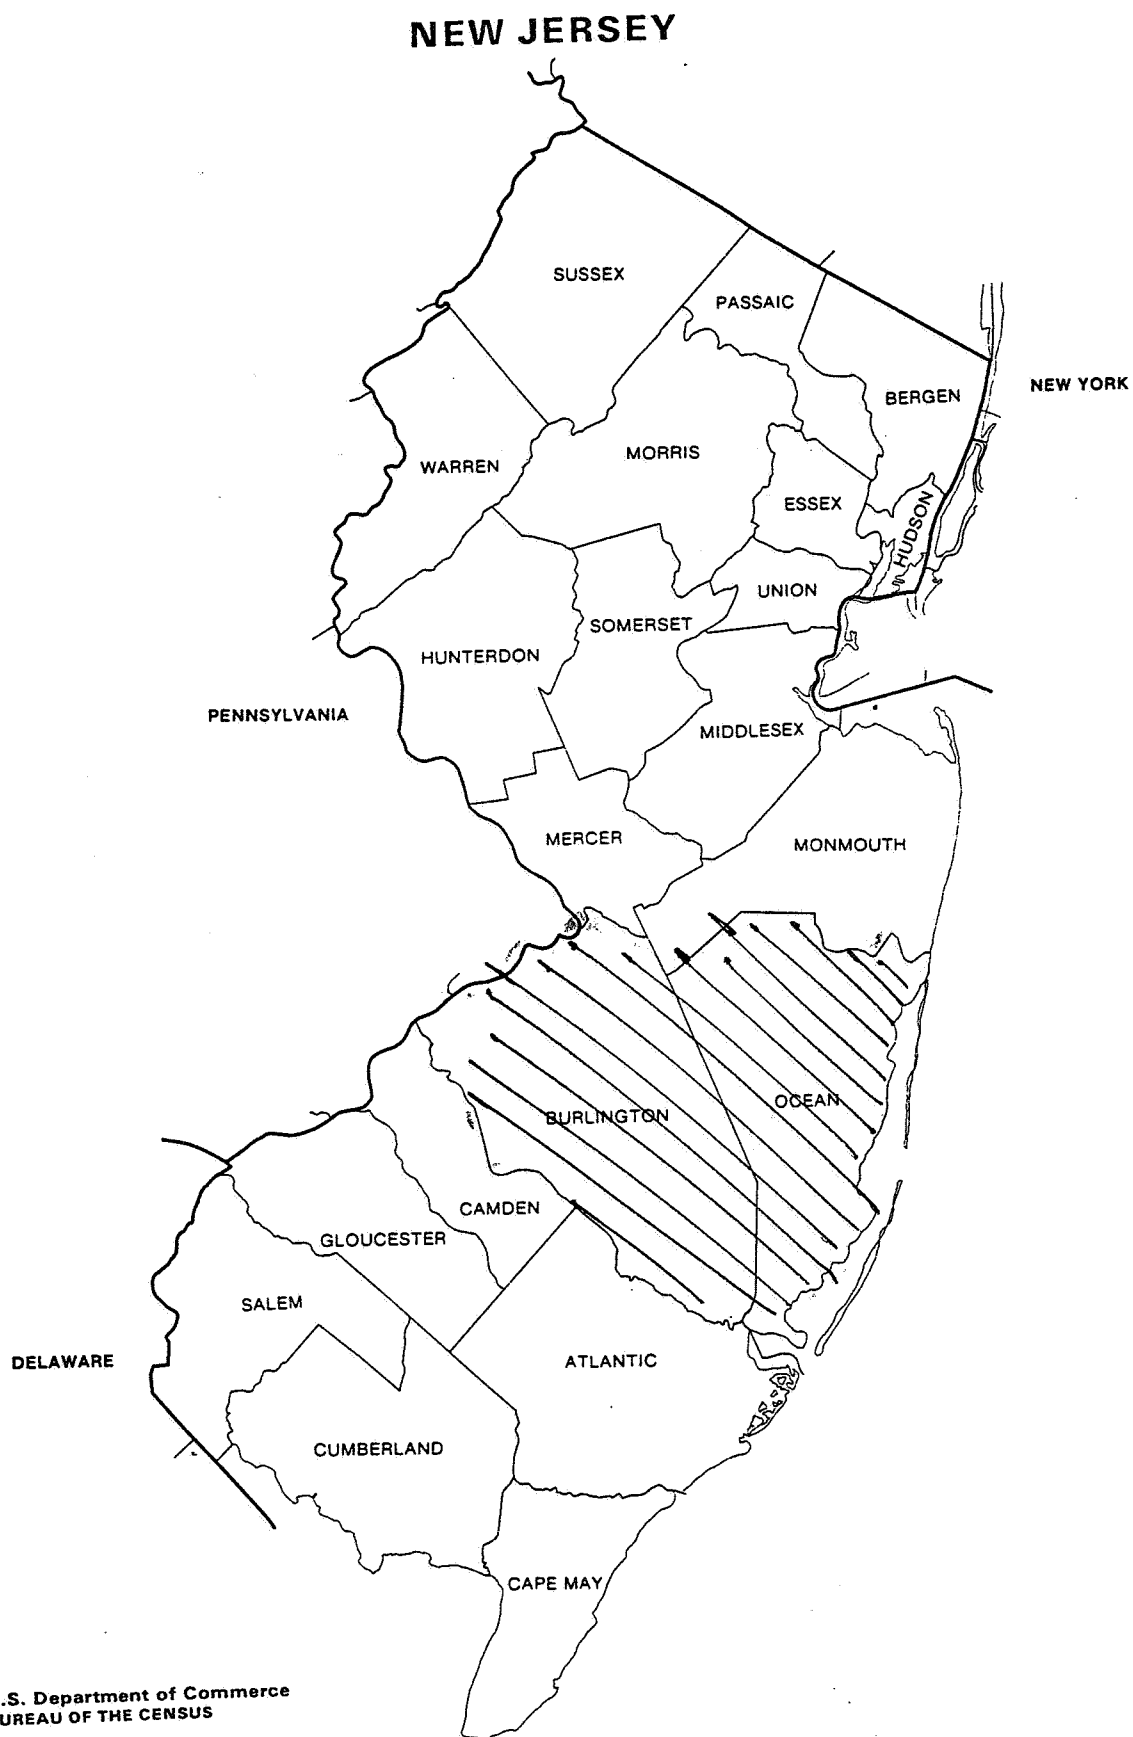 NEW JERSEY
SUSSEX
PASSAIC
BERGEN
NEW YORK
WARREN
MORRIS
ESSEX
HUDSON
UNION
SOMERSET
HUNTERDON
PENNSYLVANIA
MIDDLESEX
MERCER
MONMOUTH
OCEAN
BURLINGTON
CAMDEN
GLOUCESTER
SALEM
DELAWARE
ATLANTIC
CUMBERLAND
CAPE MAY
.S. Department of Commerce
UREAU OF THE CENSUS